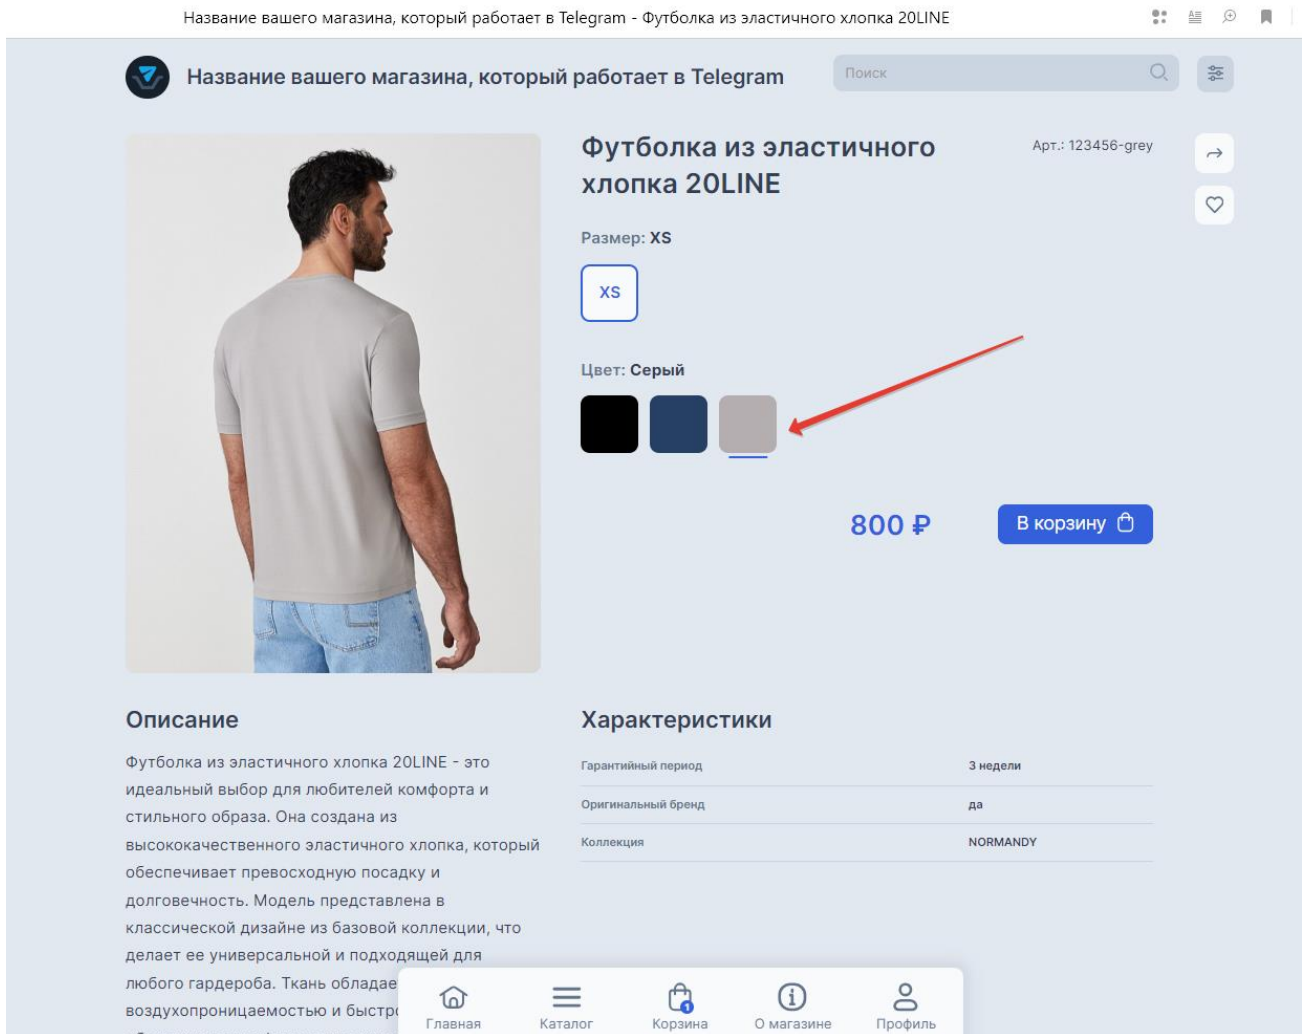 Название вашего магазина, который работает в Telegram - Футболка из эластичного хлопка 20LINE
Название вашего магазина, который работает в Telegram
Поиск
Футболка из эластичного
хлопка 20LINE
Арт.: 123456-grey
Размер: XS
XS
Цвет: Серый
800 ₽
В корзину
Описание
Футболка из эластичного хлопка 20LINE - это
идеальный выбор для любителей комфорта и
стильного образа. Она создана из
высококачественного эластичного хлопка, который
обеспечивает превосходную посадку и
долговечность. Модель представлена в
классической дизайне из базовой коллекции, что
делает ее универсальной и подходящей для
любого гардероба. Ткань обладае
воздухопроницаемостью и быстро
Характеристики
Гарантийный период 3 недели
Оригинальный бренд да
Коллекция NORMANDY
1
Главная Каталог Корзина О магазине Профиль